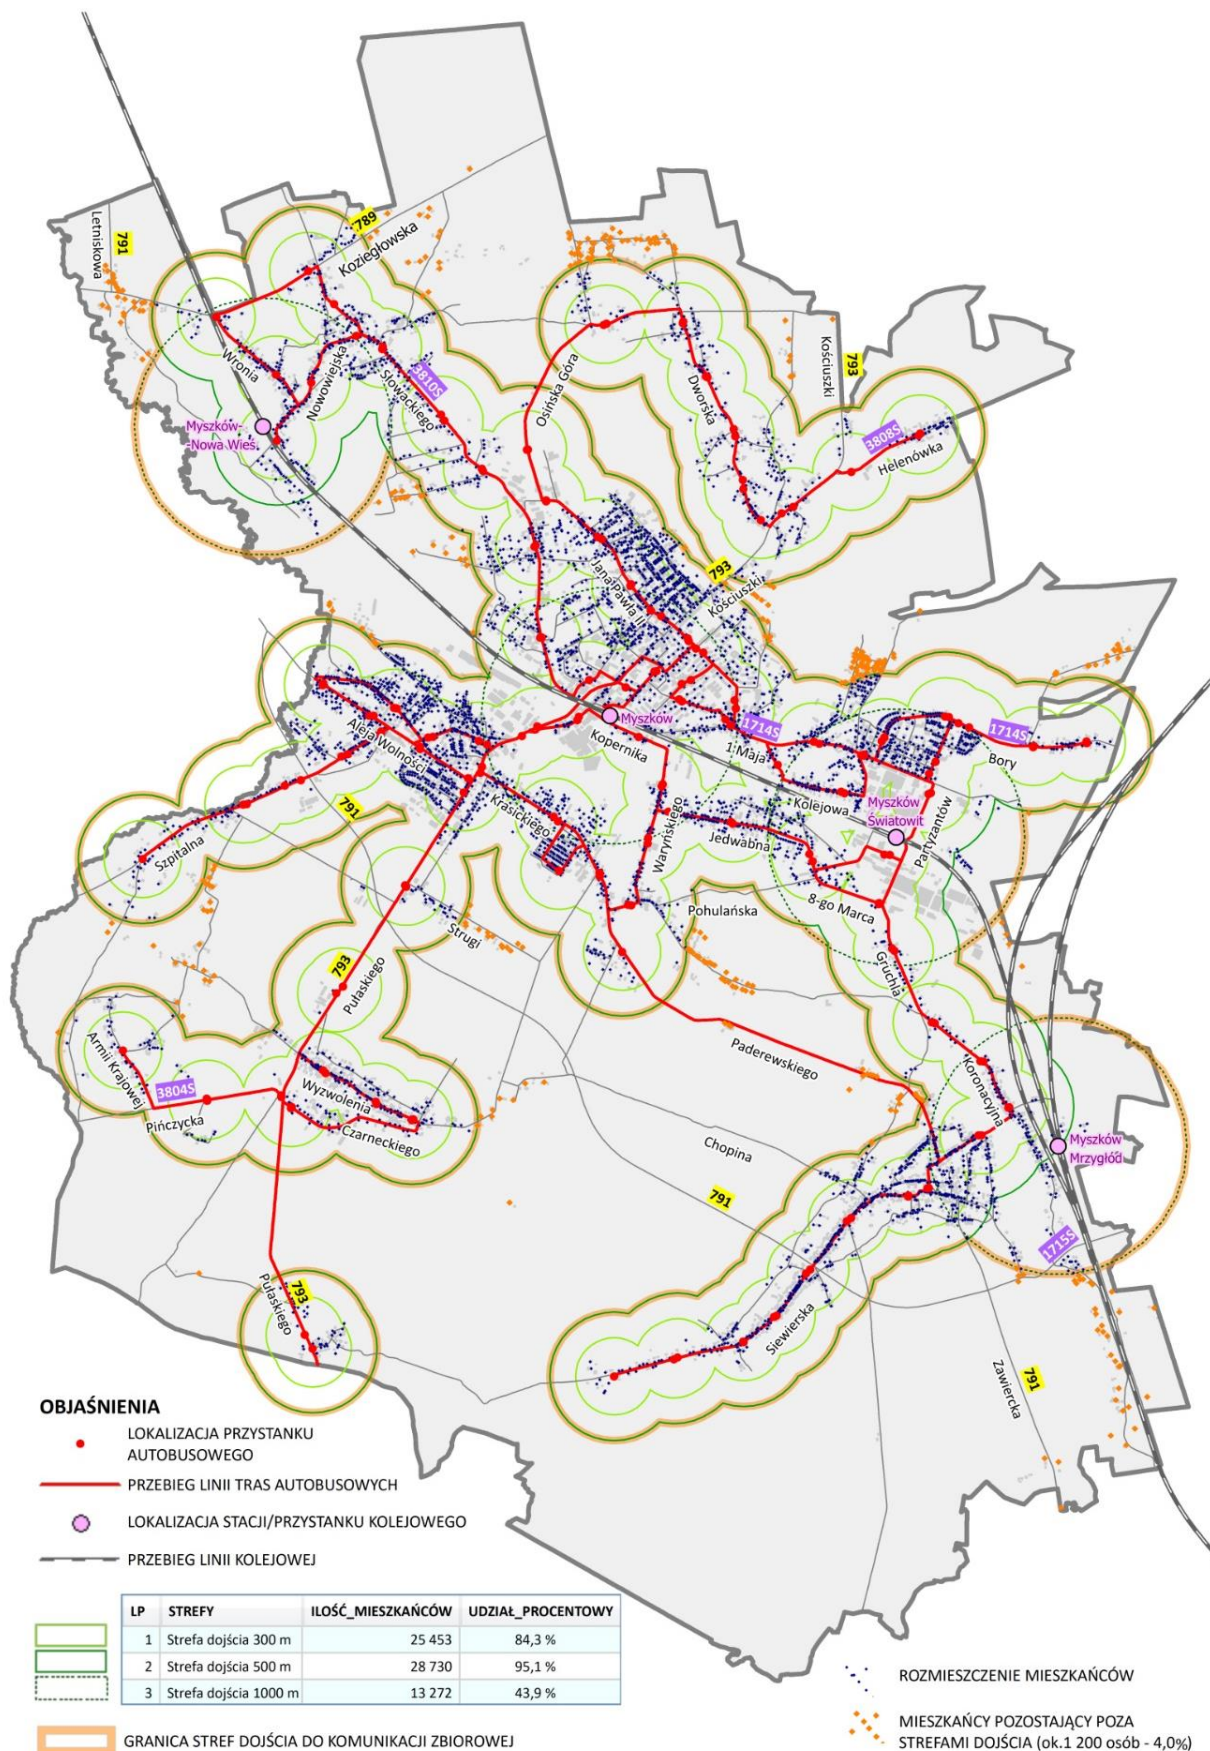 789
Koziegłowska
Letniskowa
791
Wronia
Nowowiejska
Słowackiego
3810S
Myszków-
-Nowa Wieś
Osińska Góra
Dworska
Kościuszki
793
3808S
Helenówka
Jana Pawła II
793
Kościuszki
Myszków
Kopernika
1714S
1 Maja
1714S
Bory
Kolejowa
Myszków
Światowit
Partyzantów
Aleja Wolności
791
Szpitalna
Krasickiego
Waryńskiego
Jedwabna
8-go Marca
Pohulańska
Strugi
793
Pułaskiego
Gruchla
Armii Krajowej
3804S
Pińczycka
Wyzwolenia
Czarneckiego
Paderewskiego
Koronacyjna
Chopina
791
Myszków
Mrzygłód
1715S
Pułaskiego
793
Siewierska
Zawiercka
791
OBJAŚNIENIA
LOKALIZACJA PRZYSTANKU
AUTOBUSOWEGO
PRZEBIEG LINII TRAS AUTOBUSOWYCH
LOKALIZACJA STACJI/PRZYSTANKU KOLEJOWEGO
PRZEBIEG LINII KOLEJOWEJ
LP STREFY ILOŚĆ_MIESZKAŃCÓW UDZIAŁ_PROCENTOWY
1 Strefa dojścia 300 m 25 453 84,3 %
2 Strefa dojścia 500 m 28 730 95,1 %
3 Strefa dojścia 1000 m 13 272 43,9 %
GRANICA STREF DOJŚCIA DO KOMUNIKACJI ZBIOROWEJ
ROZMIESZCZENIE MIESZKAŃCÓW
MIESZKAŃCY POZOSTAJĄCY POZA
STREFAMI DOJŚCIA (ok.1 200 osób - 4,0%)